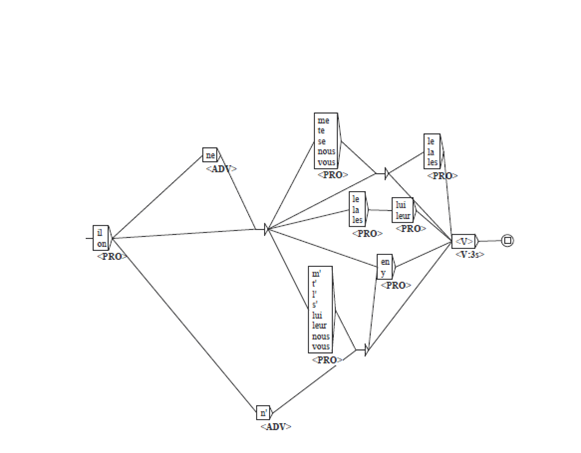 il
on
<PRO>
ne
<ADV>
me
te
se
nous
vous
<PRO>
le
la
les
<PRO>
le
la
les
<PRO>
lui
leur
<PRO>
en
y
<PRO>
m'
t'
l'
s'
lui
leur
nous
vous
<PRO>
n'
<ADV>
<V>
<V:3s>